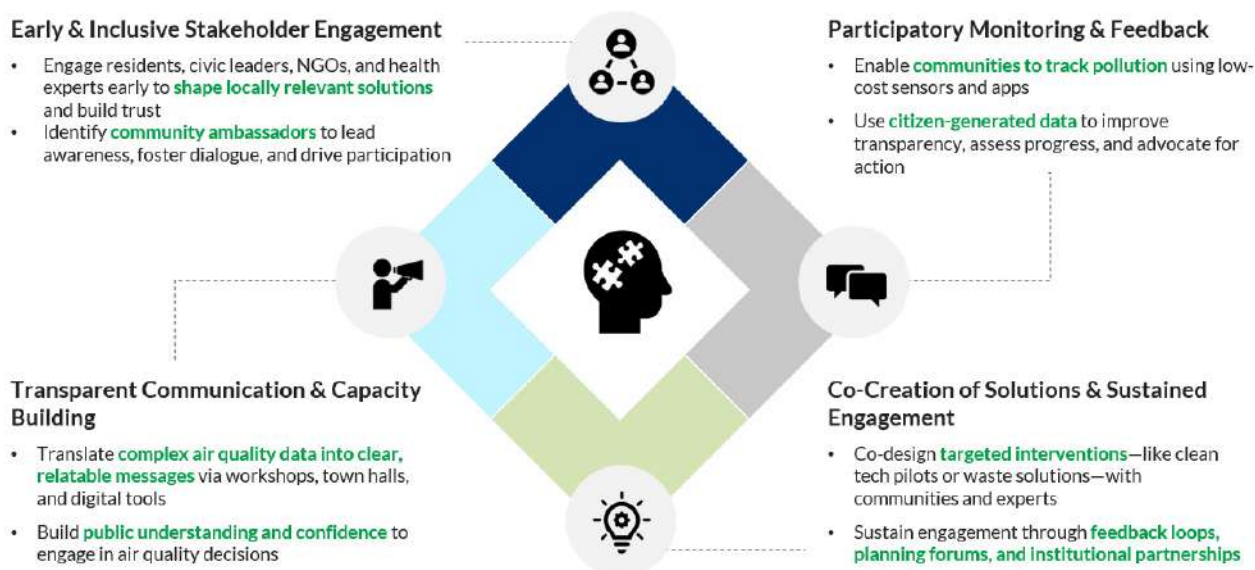 Early & Inclusive Stakeholder Engagement
• Engage residents, civic leaders, NGOs, and health
experts early to shape locally relevant solutions
and build trust
• Identify community ambassadors to lead
awareness, foster dialogue, and drive participation
Participatory Monitoring & Feedback
• Enable communities to track pollution using low-
cost sensors and apps
• Use citizen-generated data to improve
transparency, assess progress, and advocate for
action
Transparent Communication & Capacity
Building
• Translate complex air quality data into clear,
relatable messages via workshops, town halls,
and digital tools
• Build public understanding and confidence to
engage in air quality decisions
Co-Creation of Solutions & Sustained
Engagement
• Co-design targeted interventions—like clean
tech pilots or waste solutions—with
communities and experts
• Sustain engagement through feedback loops,
planning forums, and institutional partnerships